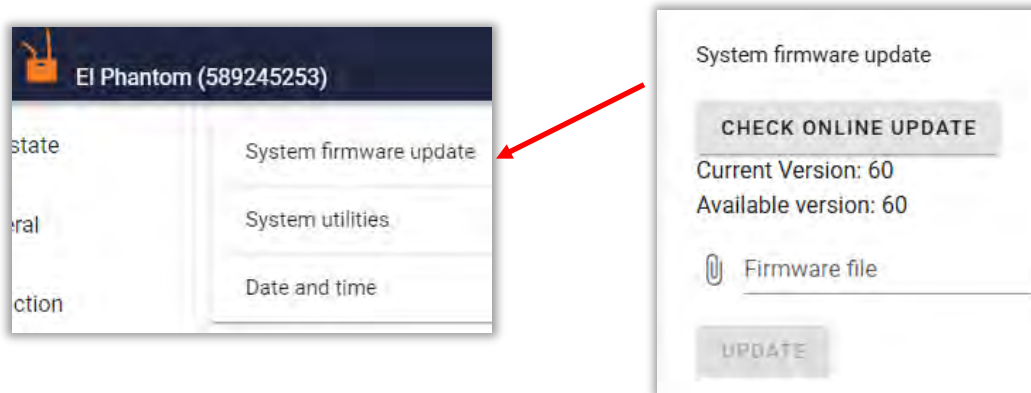 El Phantom (589245253)
state
ral
ction
System firmware update
System utilities
Date and time
System firmware update
CHECK ONLINE UPDATE
Current Version: 60
Available version: 60
Firmware file
UPDATE